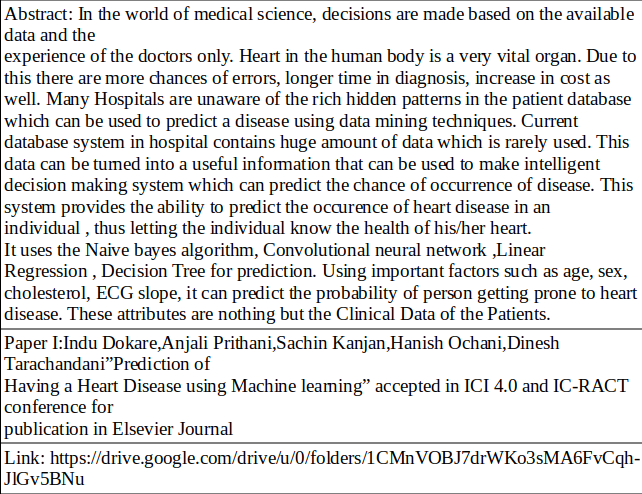 Abstract: In the world of medical science, decisions are made based on the available
data and the
experience of the doctors only. Heart in the human body is a very vital organ. Due to
this there are more chances of errors, longer time in diagnosis, increase in cost as
well. Many Hospitals are unaware of the rich hidden patterns in the patient database
which can be used to predict a disease using data mining techniques. Current
database system in hospital contains huge amount of data which is rarely used. This
data can be turned into a useful information that can be used to make intelligent
decision making system which can predict the chance of occurrence of disease. This
system provides the ability to predict the occurence of heart disease in an
individual , thus letting the individual know the health of his/her heart.
It uses the Naive bayes algorithm, Convolutional neural network ,Linear
Regression , Decision Tree for prediction. Using important factors such as age, sex,
cholesterol, ECG slope, it can predict the probability of person getting prone to heart
disease. These attributes are nothing but the Clinical Data of the Patients.
Paper I:Indu Dokare,Anjali Prithani,Sachin Kanjan,Hanish Ochani,Dinesh
Tarachandani”Prediction of
Having a Heart Disease using Machine learning” accepted in ICI 4.0 and IC-RACT
conference for
publication in Elsevier Journal
Link: https://drive.google.com/drive/u/0/folders/1CMnVOBJ7drWKo3sMA6FvCqh-
JlGv5BNu